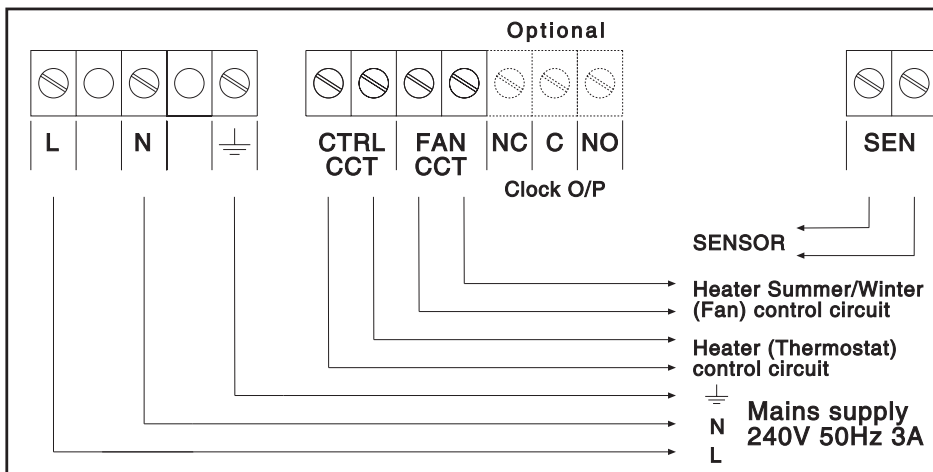 Optional
L N CTRL FAN NC C NO SEN
CCT CCT
Clock O/P
SENSOR
Heater Summer/Winter
(Fan) control circuit
Heater (Thermostat)
control circuit
Mains supply
N 240V 50Hz 3A
L